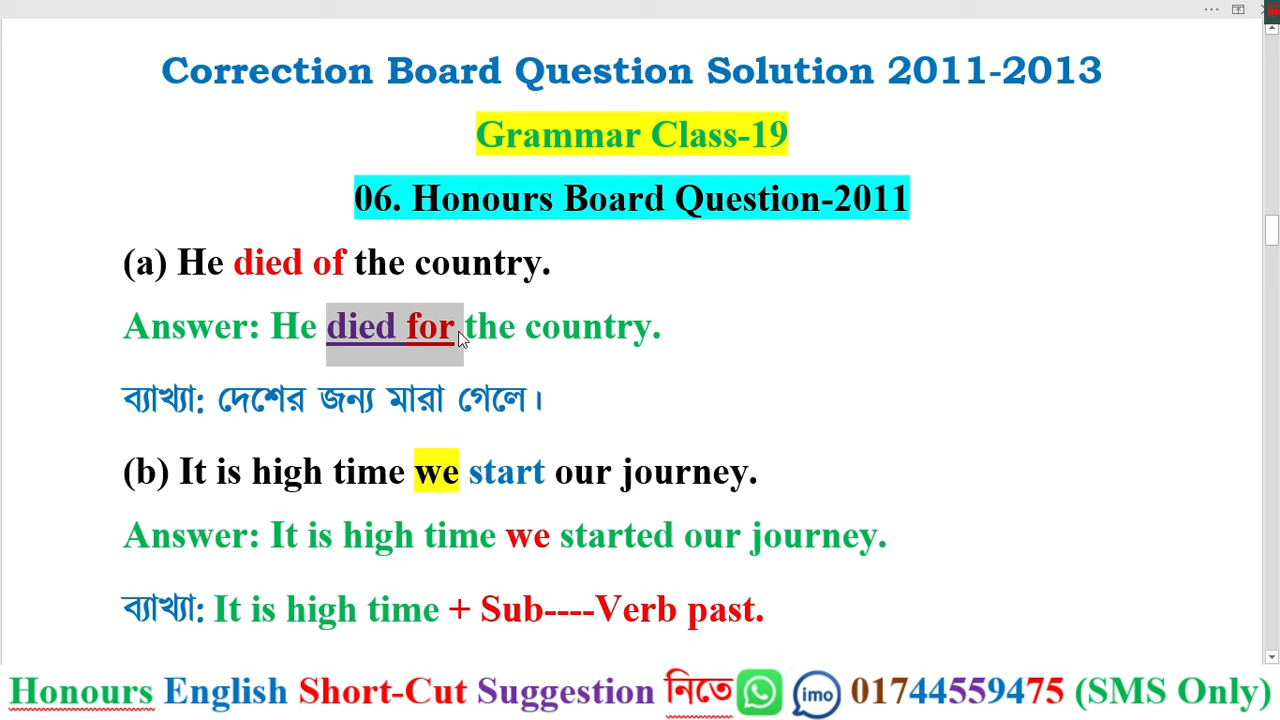 Correction Board Question Solution 2011-2013
Grammar Class-19
06. Honours Board Question-2011
(a) He died of the country.
Answer: He died for the country.
ব্যাখ্যা: দেশের জন্য মারা গেলে।
(b) It is high time we start our journey.
Answer: It is high time we started our journey.
ব্যাখ্যা: It is high time + Sub----Verb past.
Honours English Short-Cut Suggestion নিতে imo 01744559475 (SMS Only)